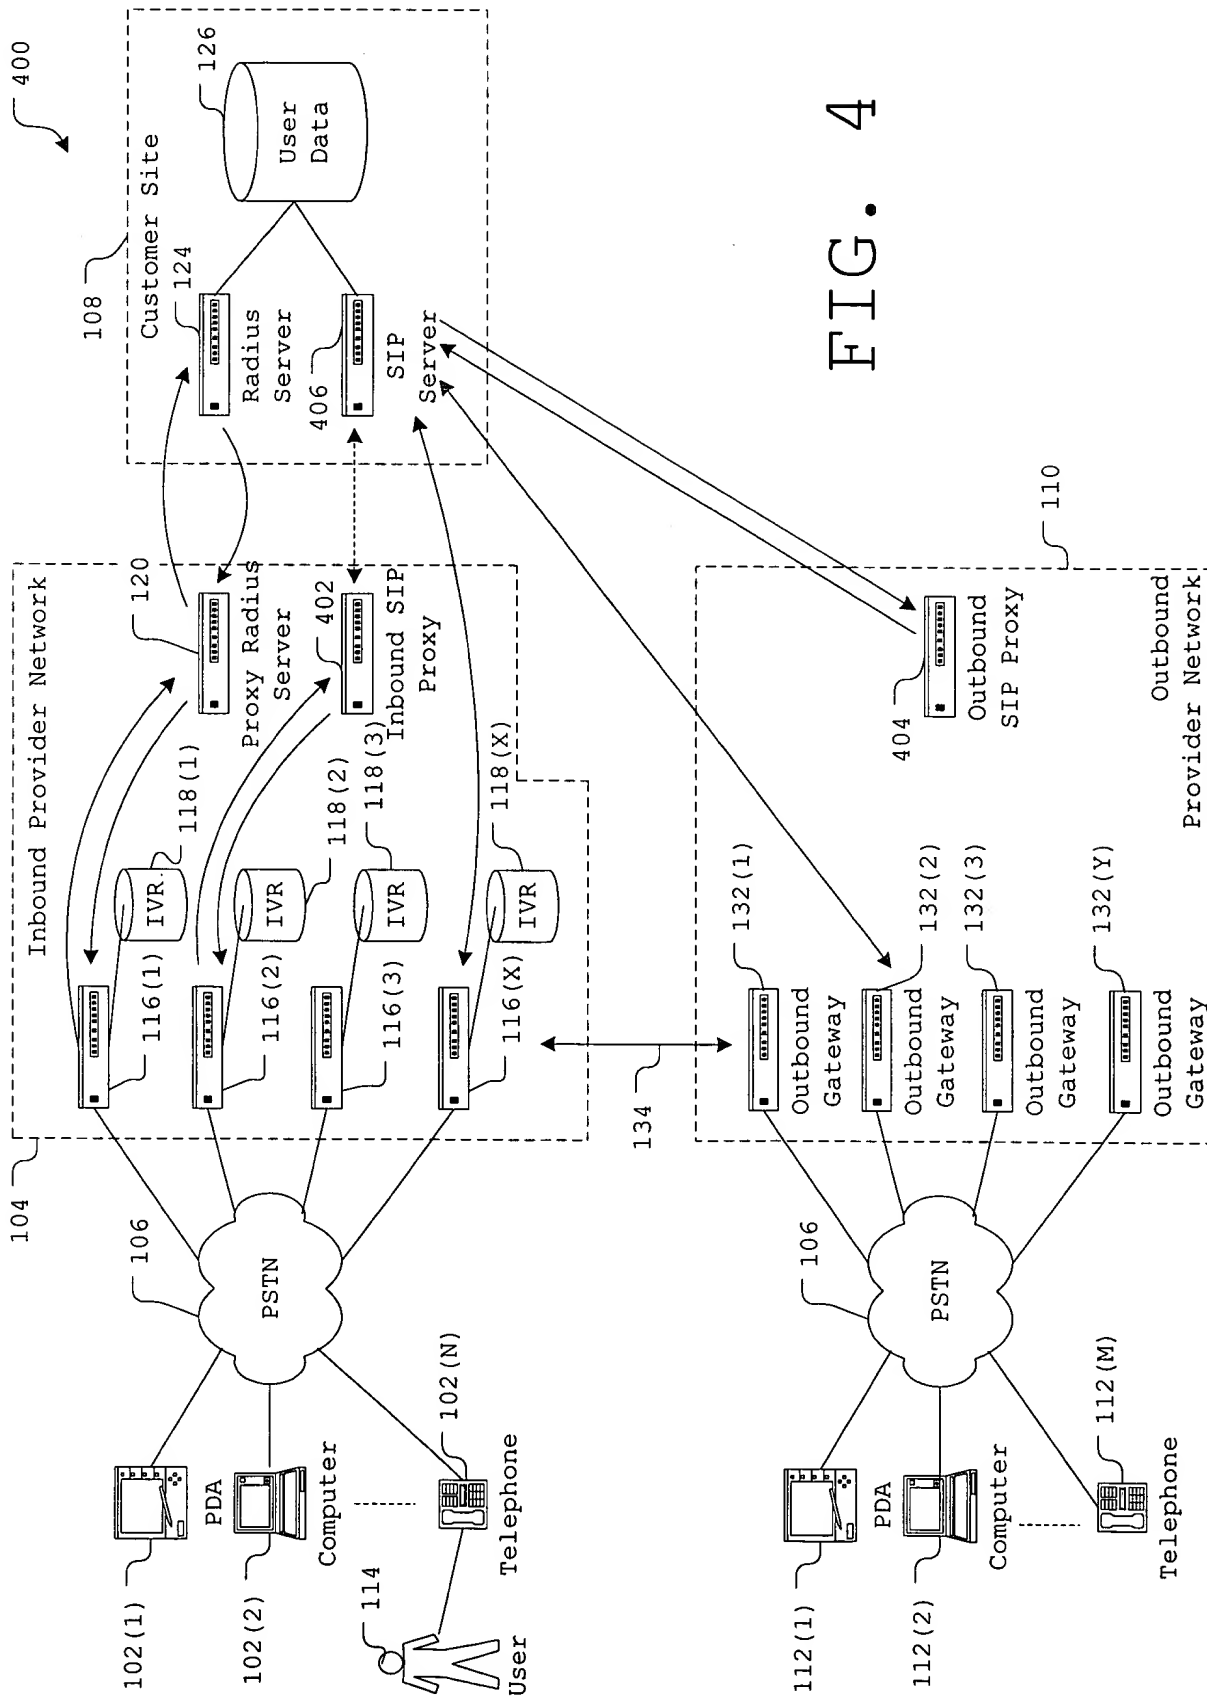 400
108
Customer Site
124
126
User
Data
Radius
Server
406
SIP
Server
104
Inbound Provider Network
120
Proxy Radius
Server
402
Inbound SIP
Proxy
118(1)
118(2)
118(3)
118(X)
IVR
IVR
IVR
IVR
116(1)
116(2)
116(3)
116(X)
106
PSTN
102(1)
PDA
102(2)
Computer
102(N)
Telephone
114
User
134
110
Outbound
Provider Network
404
Outbound
SIP Proxy
132(1)
Outbound
Gateway
132(2)
Outbound
Gateway
132(3)
Outbound
Gateway
132(Y)
Outbound
Gateway
106
PSTN
112(1)
PDA
112(2)
Computer
112(M)
Telephone
FIG. 4